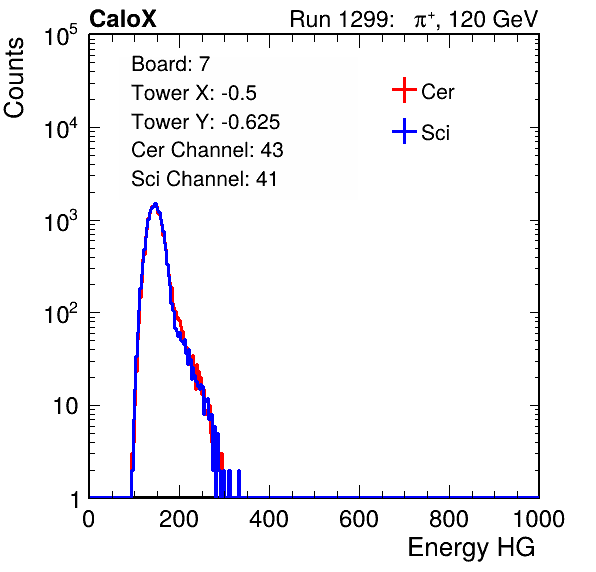 CaloX Run 1299: π⁺, 120 GeV
Counts
Board: 7
Tower X: -0.5
Tower Y: -0.625
Cer Channel: 43
Sci Channel: 41
Cer
Sci
10⁵
10⁴
10³
10²
10
1
0 200 400 600 800 1000
Energy HG